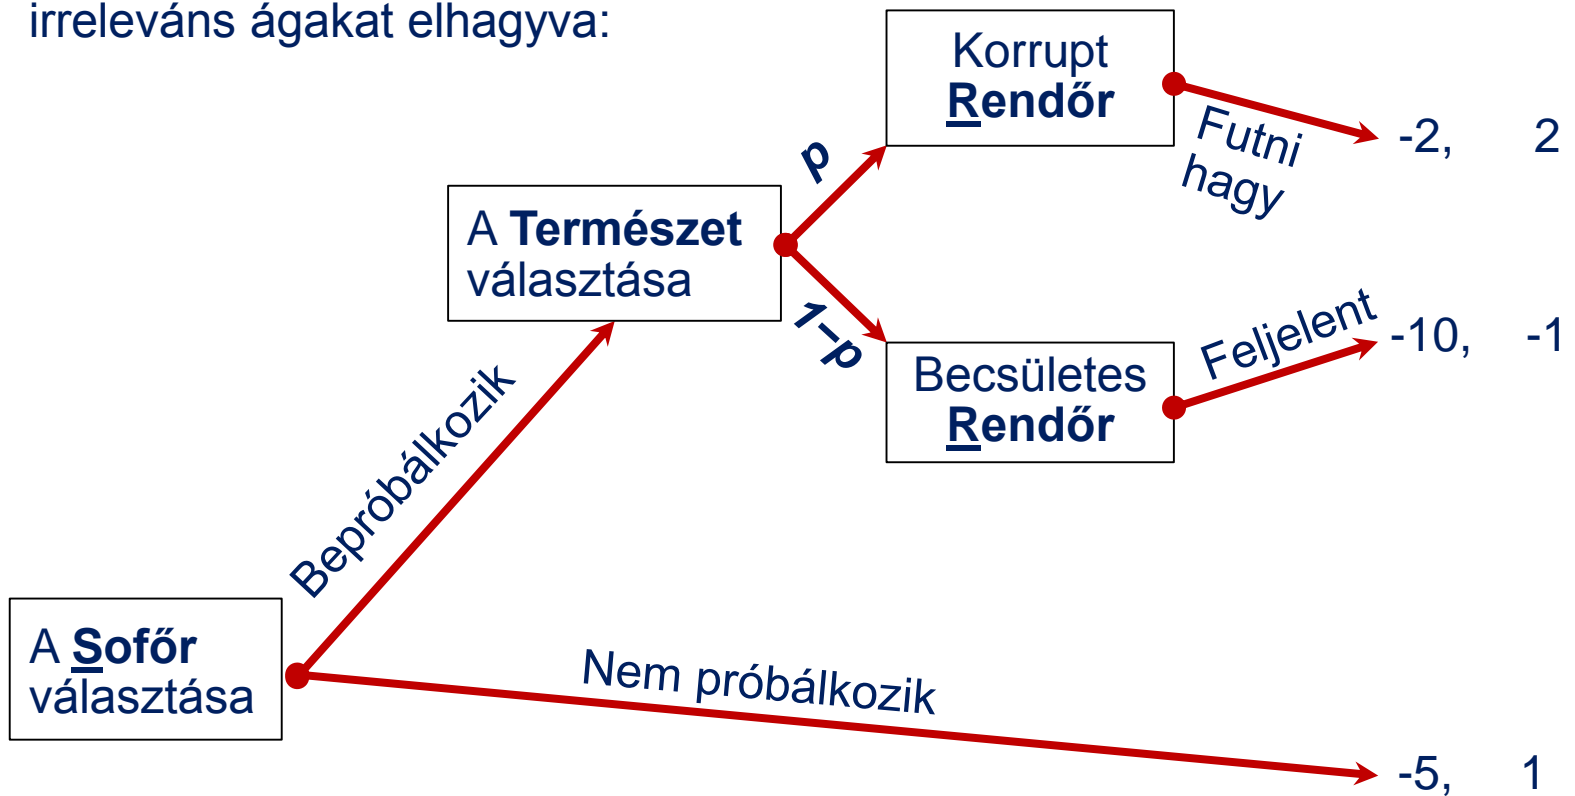 irreleváns ágakat elhagyva:
Korrupt
Rendőr
Futni
hagy
-2, 2
p
A Természet
választása
1–p
Becsületes
Rendőr
Feljelent
-10, -1
Bepróbálkozik
A Sofőr
választása
Nem próbálkozik
-5, 1